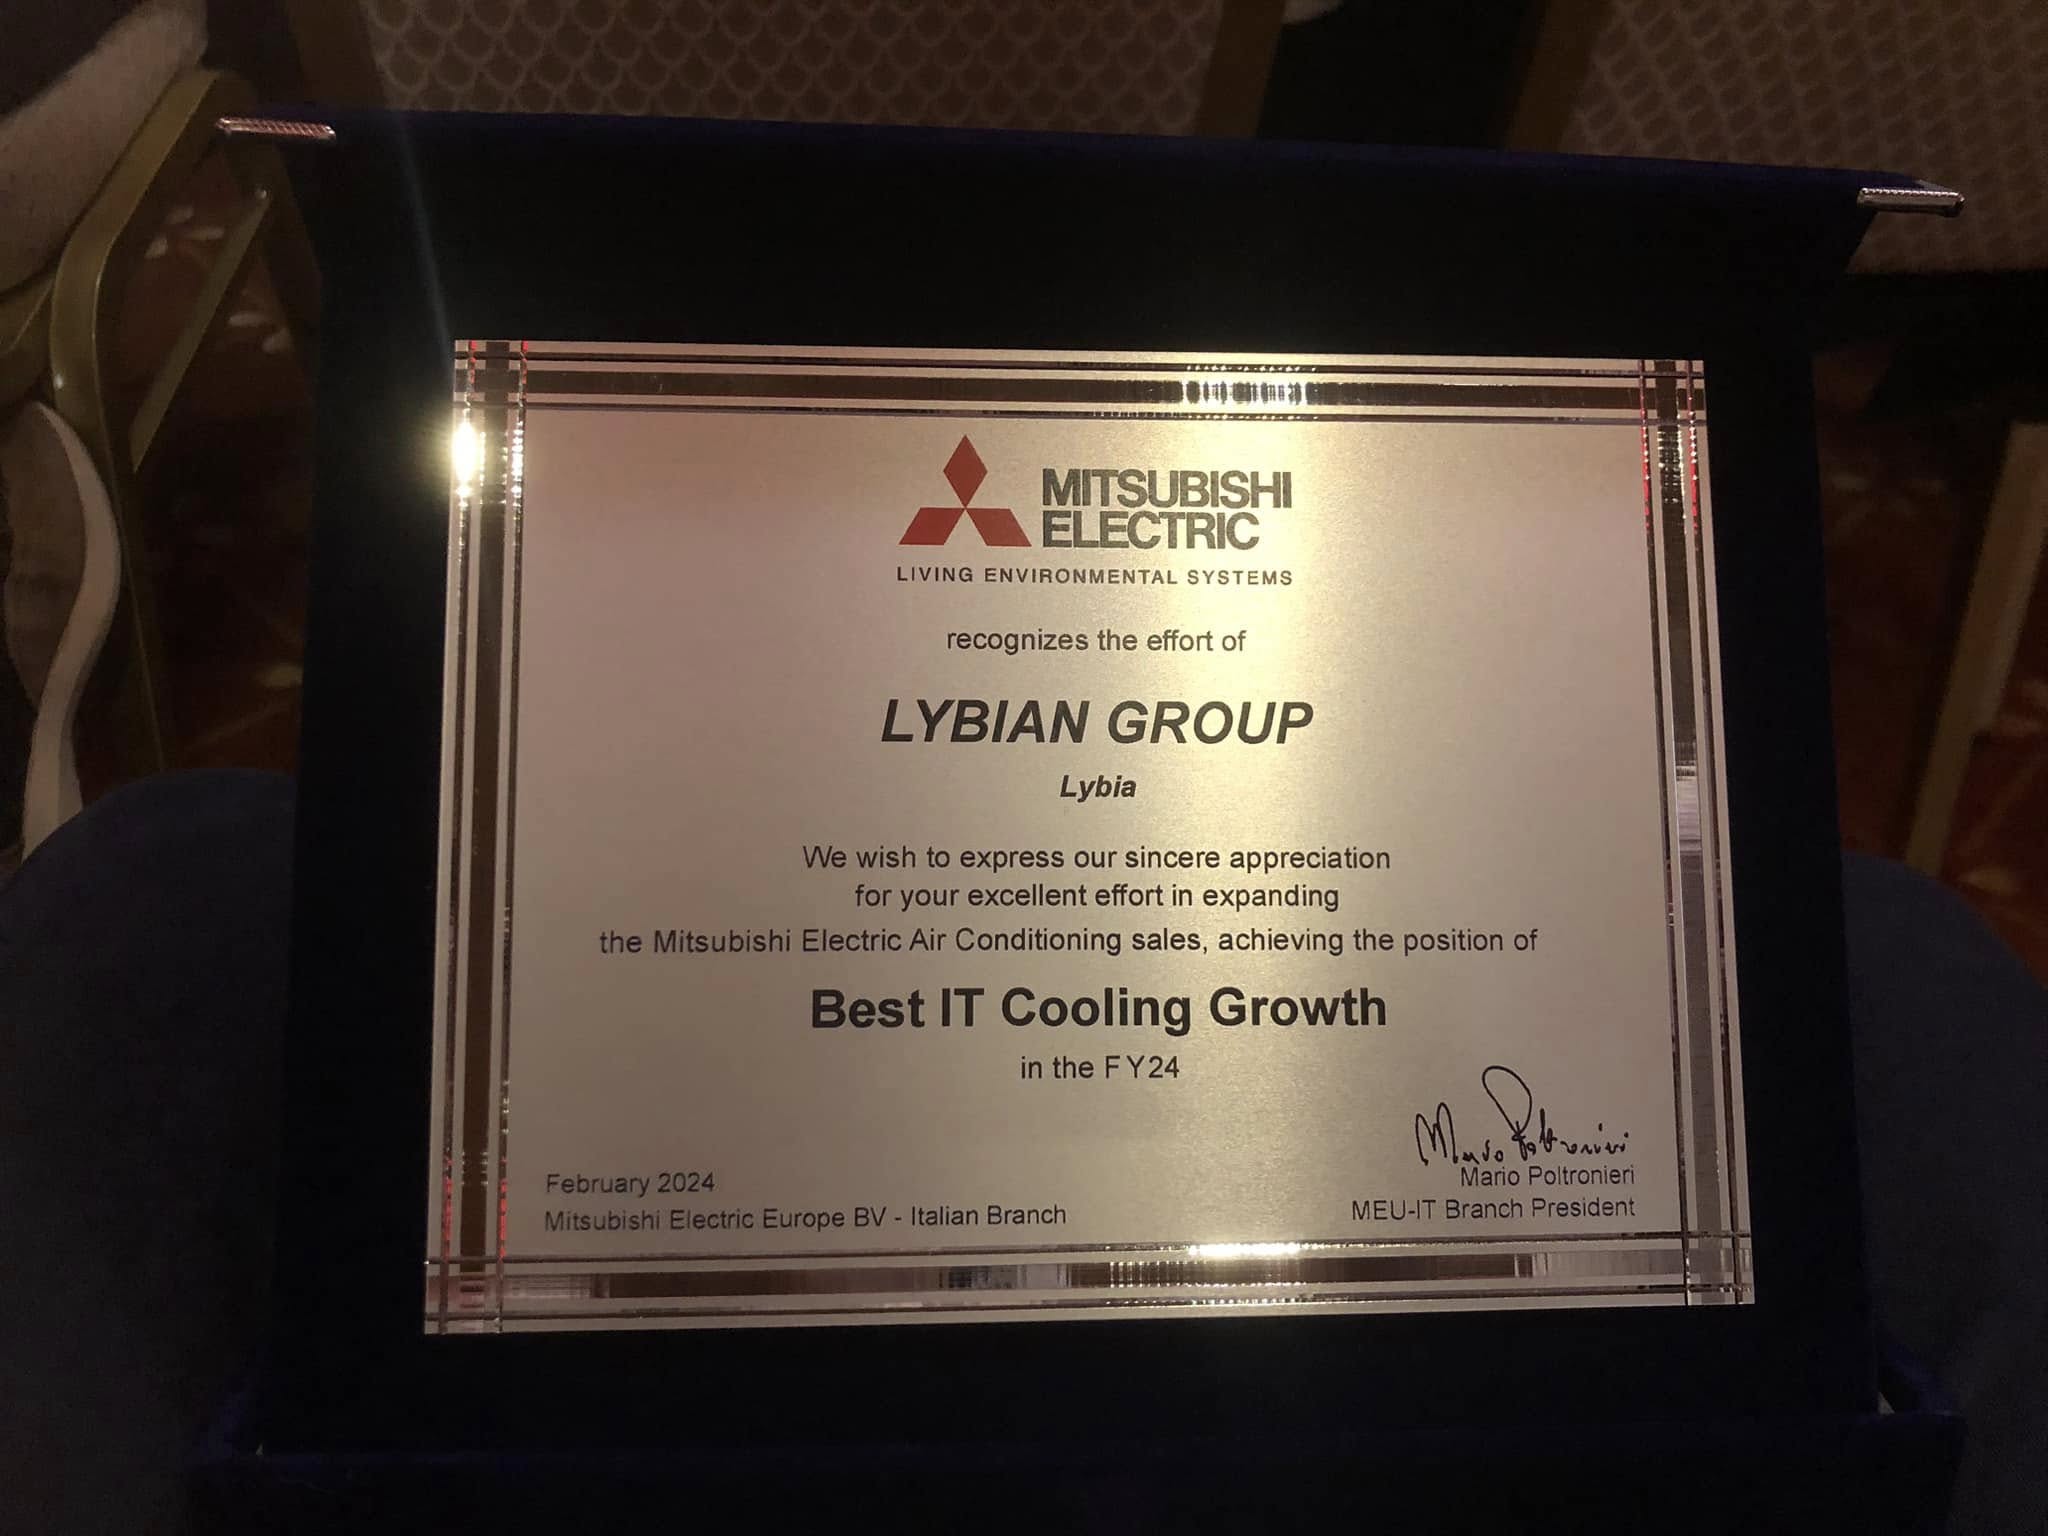 MITSUBISHI
ELECTRIC
LIVING ENVIRONMENTAL SYSTEMS
recognizes the effort of
LYBIAN GROUP
Lybia
We wish to express our sincere appreciation
for your excellent effort in expanding
the Mitsubishi Electric Air Conditioning sales, achieving the position of
Best IT Cooling Growth
in the FY24
Mario Poltronieri
February 2024
Mitsubishi Electric Europe BV - Italian Branch
Mario Poltronieri
MEU-IT Branch President